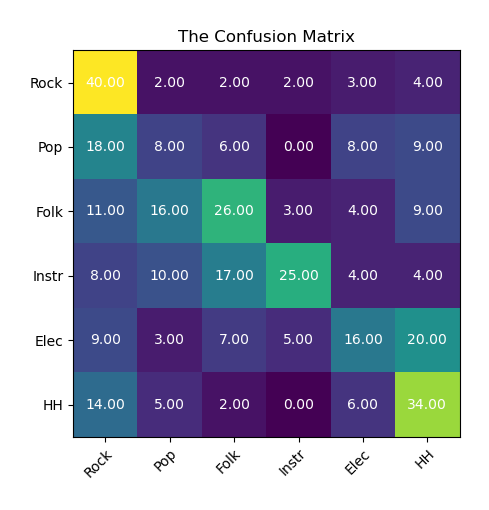 The Confusion Matrix
Rock 40.00 2.00 2.00 2.00 3.00 4.00
Pop 18.00 8.00 6.00 0.00 8.00 9.00
Folk 11.00 16.00 26.00 3.00 4.00 9.00
Instr 8.00 10.00 17.00 25.00 4.00 4.00
Elec 9.00 3.00 7.00 5.00 16.00 20.00
HH 14.00 5.00 2.00 0.00 6.00 34.00
Rock Pop Folk Instr Elec HH